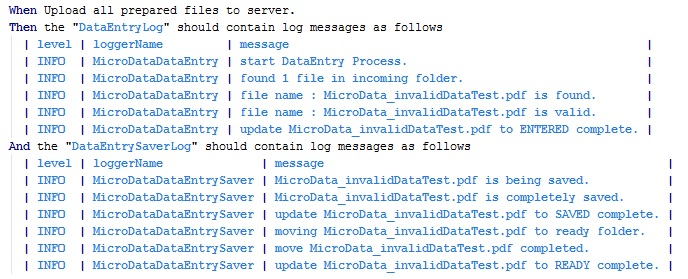 When Upload all prepared files to server.
Then the "DataEntryLog" should contain log messages as follows
| level | loggerName | message |
| INFO | MicroDataDataEntry | start DataEntry Process. |
| INFO | MicroDataDataEntry | found 1 file in incoming folder. |
| INFO | MicroDataDataEntry | file name : MicroData_invalidDataTest.pdf is found. |
| INFO | MicroDataDataEntry | file name : MicroData_invalidDataTest.pdf is valid. |
| INFO | MicroDataDataEntry | update MicroData_invalidDataTest.pdf to ENTERED complete. |
And the "DataEntrySaverLog" should contain log messages as follows
| level | loggerName | message |
| INFO | MicroDataDataEntrySaver | MicroData_invalidDataTest.pdf is being saved. |
| INFO | MicroDataDataEntrySaver | MicroData_invalidDataTest.pdf is completely saved. |
| INFO | MicroDataDataEntrySaver | update MicroData_invalidDataTest.pdf to SAVED complete. |
| INFO | MicroDataDataEntrySaver | moving MicroData_invalidDataTest.pdf to ready folder. |
| INFO | MicroDataDataEntrySaver | move MicroData_invalidDataTest.pdf completed. |
| INFO | MicroDataDataEntrySaver | update MicroData_invalidDataTest.pdf to READY complete. |